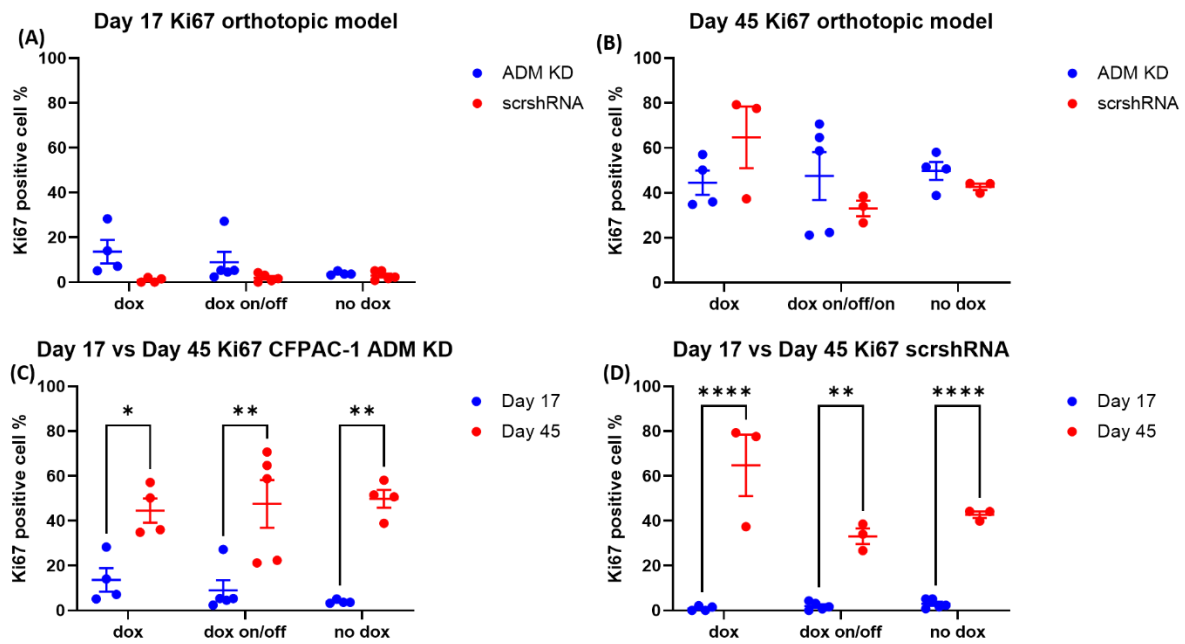 Day 17 Ki67 orthotopic model
(A)
Ki67 positive cell %
100
80
60
40
20
0
dox
dox on/off
no dox
ADM KD
scrshRNA
Day 45 Ki67 orthotopic model
(B)
Ki67 positive cell %
100
80
60
40
20
0
dox
dox on/off/on
no dox
ADM KD
scrshRNA
Day 17 vs Day 45 Ki67 CFPAC-1 ADM KD
(C)
Ki67 positive cell %
100
80
60
40
20
0
*
**
**
dox
dox on/off
no dox
Day 17
Day 45
Day 17 vs Day 45 Ki67 scrshRNA
(D)
Ki67 positive cell %
100
80
60
40
20
0
****
**
****
dox
dox on/off
no dox
Day 17
Day 45